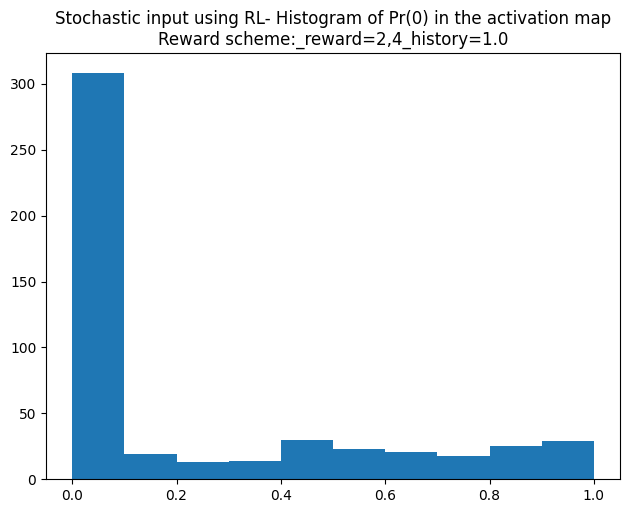 Stochastic input using RL- Histogram of Pr(0) in the activation map
Reward scheme:_reward=2,4_history=1.0
300
250
200
150
100
50
0
0.0 0.2 0.4 0.6 0.8 1.0